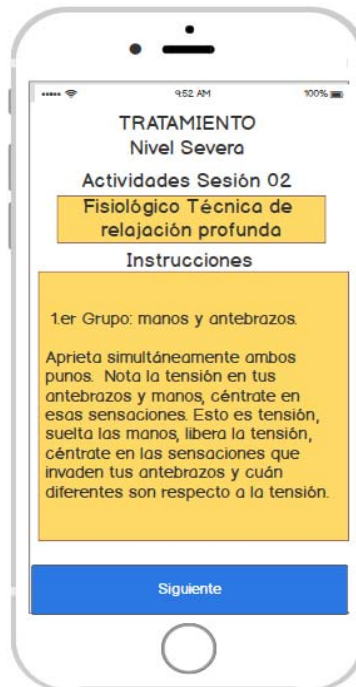 9:52 AM
100%
TRATAMIENTO
Nivel Severa
Actividades Sesión 02
Fisiológico Técnica de
relajación profunda
Instrucciones
1.er Grupo: manos y antebrazos.
Aprieta simultáneamente ambos
punos. Nota la tensión en tus
antebrazos y manos, céntrate en
esas sensaciones. Esto es tensión,
suelta las manos, libera la tensión,
céntrate en las sensaciones que
invaden tus antebrazos y cuán
diferentes son respecto a la tensión.
Siguiente